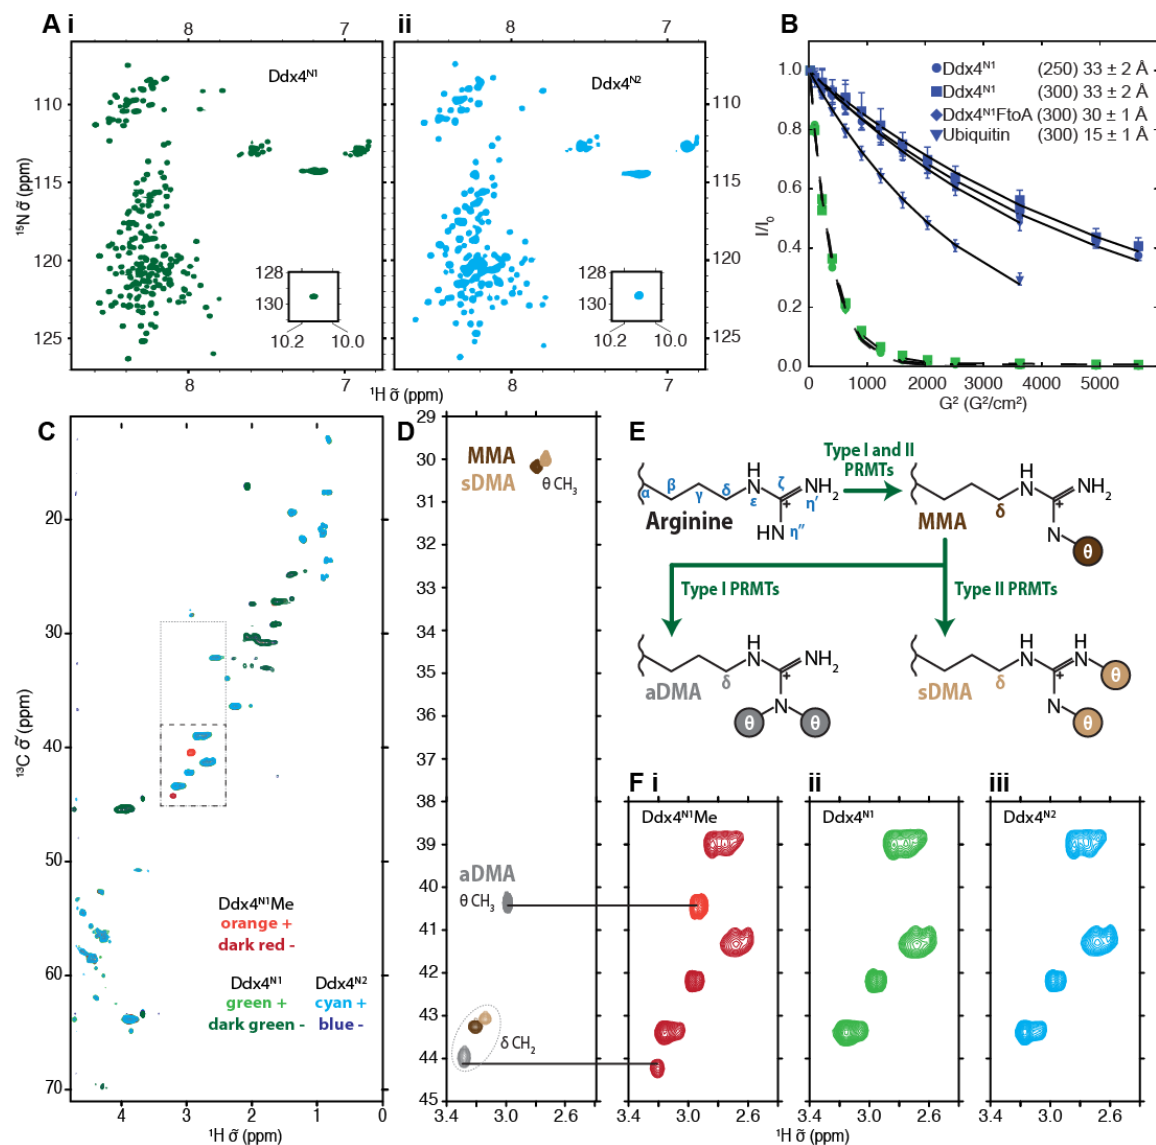 A i
ii
B
8
7
8
7
Ddx4ᴺ¹
Ddx4ᴺ²
110
115
120
125
110
115
120
125
¹⁵N σ̃ (ppm)
128
130
10.2
10.0
128
130
10.2
10.0
8
7
8
7
¹H σ̃ (ppm)
Ddx4ᴺ¹ (250) 33 ± 2 Å
Ddx4ᴺ¹ (300) 33 ± 2 Å
Ddx4ᴺ¹FtoA (300) 30 ± 1 Å
Ubiquitin (300) 15 ± 1 Å
I/I₀
1.0
0.8
0.6
0.4
0.2
0.0
0 1000 2000 3000 4000 5000
G² (G²/cm²)
C
¹³C σ̃ (ppm)
20
30
40
50
60
70
Ddx4ᴺ¹Me
orange +
dark red -
Ddx4ᴺ¹ Ddx4ᴺ²
green + cyan +
dark green - blue -
4 3 2 1 0
¹H σ̃ (ppm)
D
29
30
31
32
33
34
35
36
37
38
39
40
41
42
43
44
45
MMA
sDMA
θ CH₃
aDMA
θ CH₃
δ CH₂
3.4 3.0 2.6
E
Type I and II
PRMTs
H
N
NH₂
+
HN
α β γ δ ε ζ η' η''
Arginine
H
N
NH₂
+
N
δ
θ
MMA
Type I PRMTs
Type II PRMTs
H
N
NH₂
+
N
δ
θ θ
aDMA
H
N
H
N
+
N
δ
θ
θ
sDMA
F i
ii
iii
Ddx4ᴺ¹Me
Ddx4ᴺ¹
Ddx4ᴺ²
3.4 3.0 2.6
3.4 3.0 2.6
3.4 3.0 2.6
¹H σ̃ (ppm)